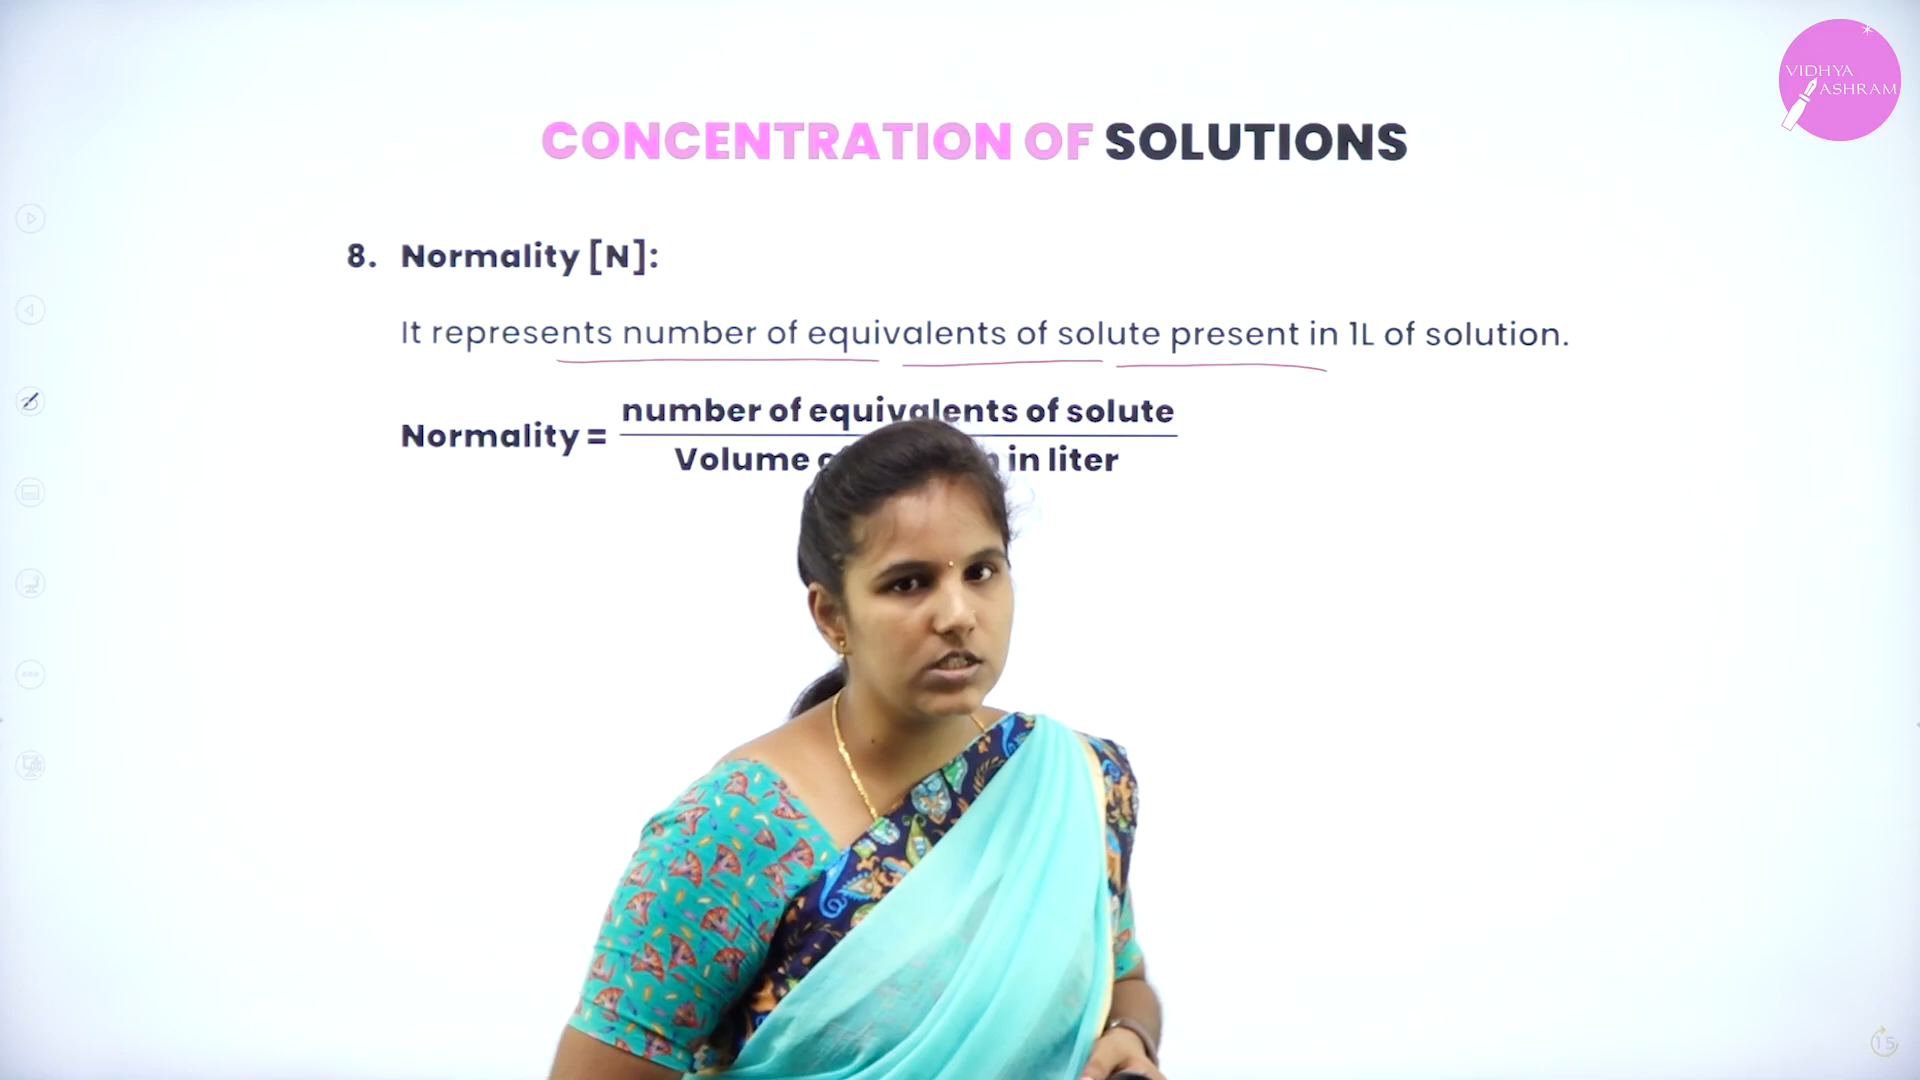 VIDHYA
ASHRAM
CONCENTRATION OF SOLUTIONS
8. Normality [N]:
It represents number of equivalents of solute present in 1L of solution.
number of equivalents of solute
Normality =
Volume in liter
15